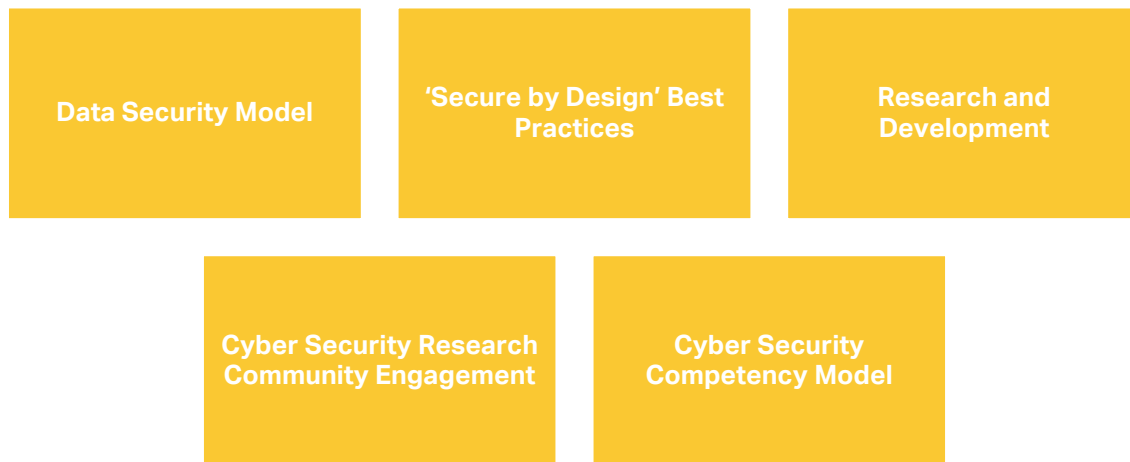 Data Security Model
‘Secure by Design’ Best
Practices
Research and
Development
Cyber Security Research
Community Engagement
Cyber Security
Competency Model